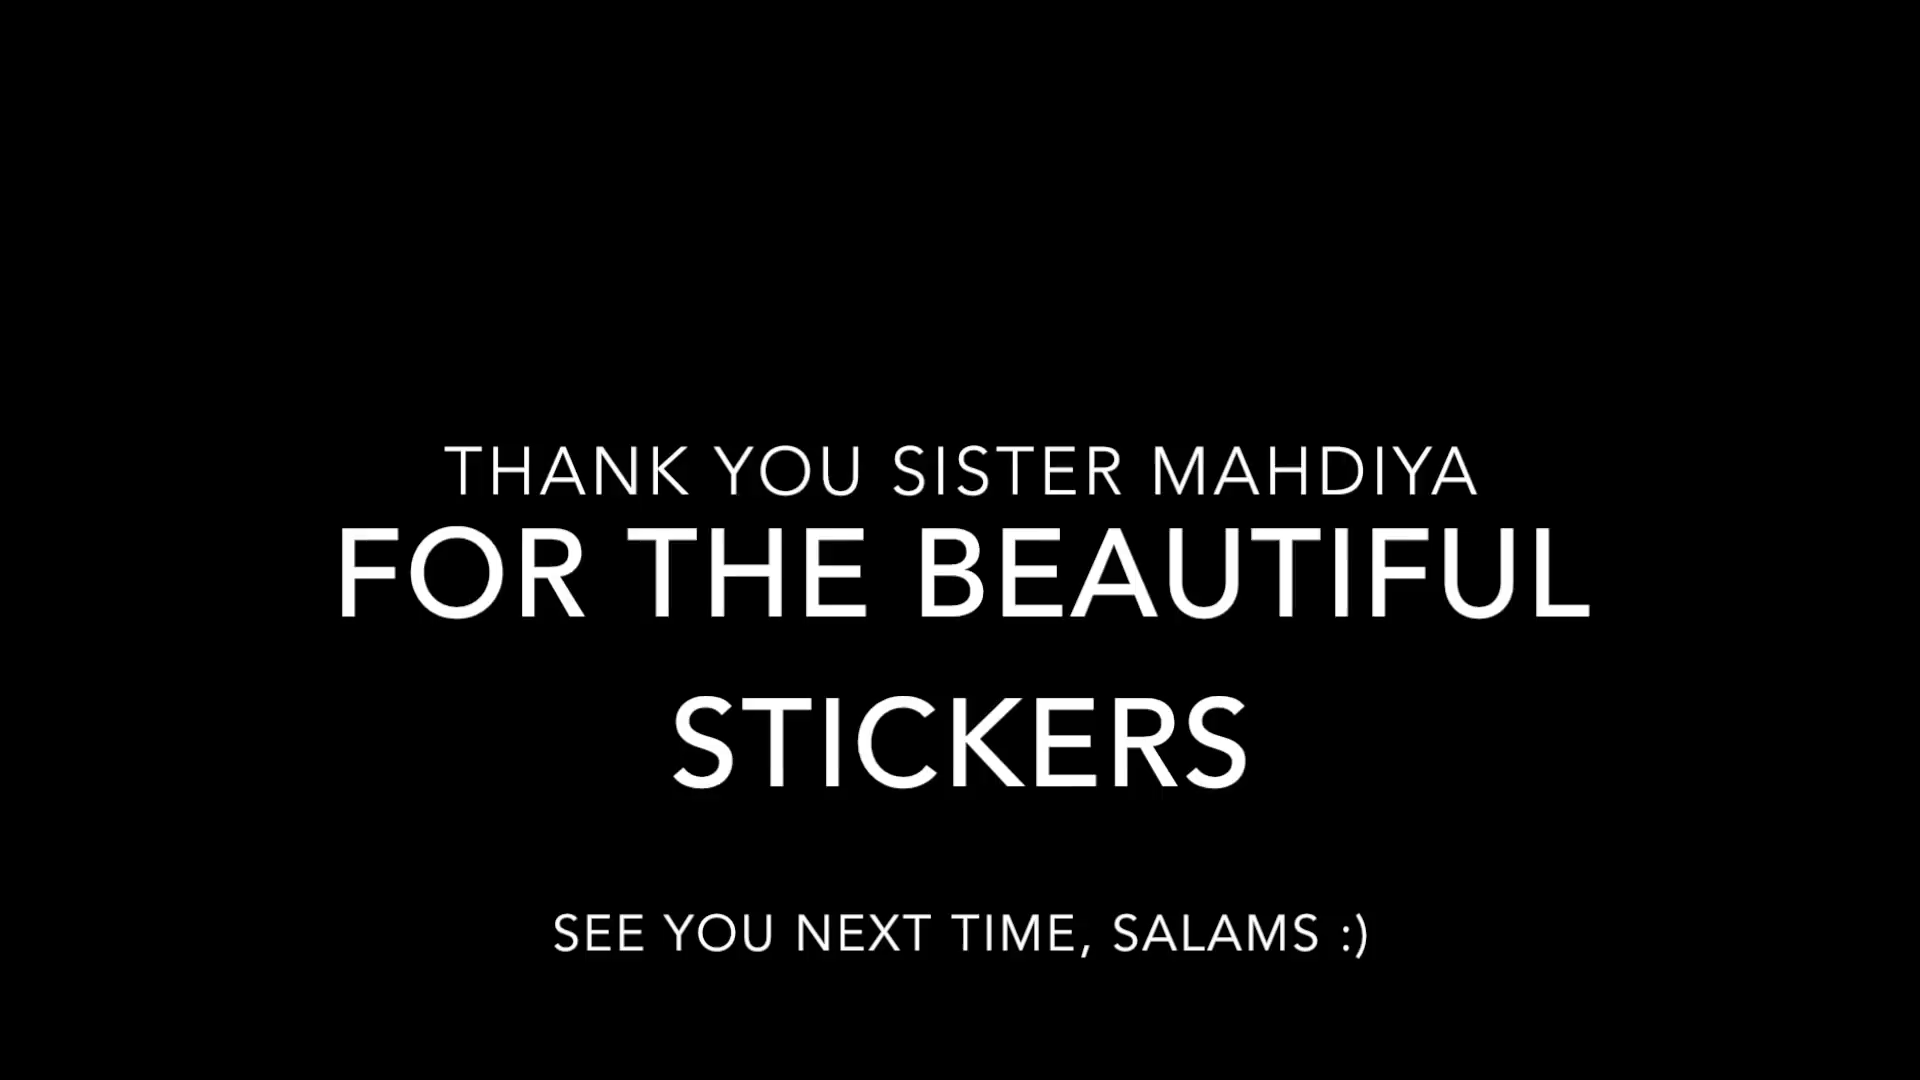 THANK YOU SISTER MAHDIYA
FOR THE BEAUTIFUL
STICKERS
SEE YOU NEXT TIME, SALAMS :)